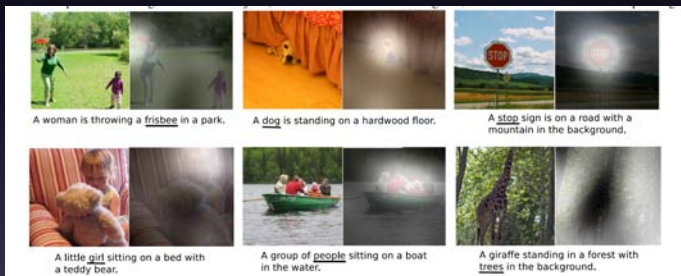 A woman is throwing a frisbee in a park.
A dog is standing on a hardwood floor.
STOP
A stop sign is on a road with a
mountain in the background.
A little girl sitting on a bed with
a teddy bear.
A group of people sitting on a boat
in the water.
A giraffe standing in a forest with
trees in the background.